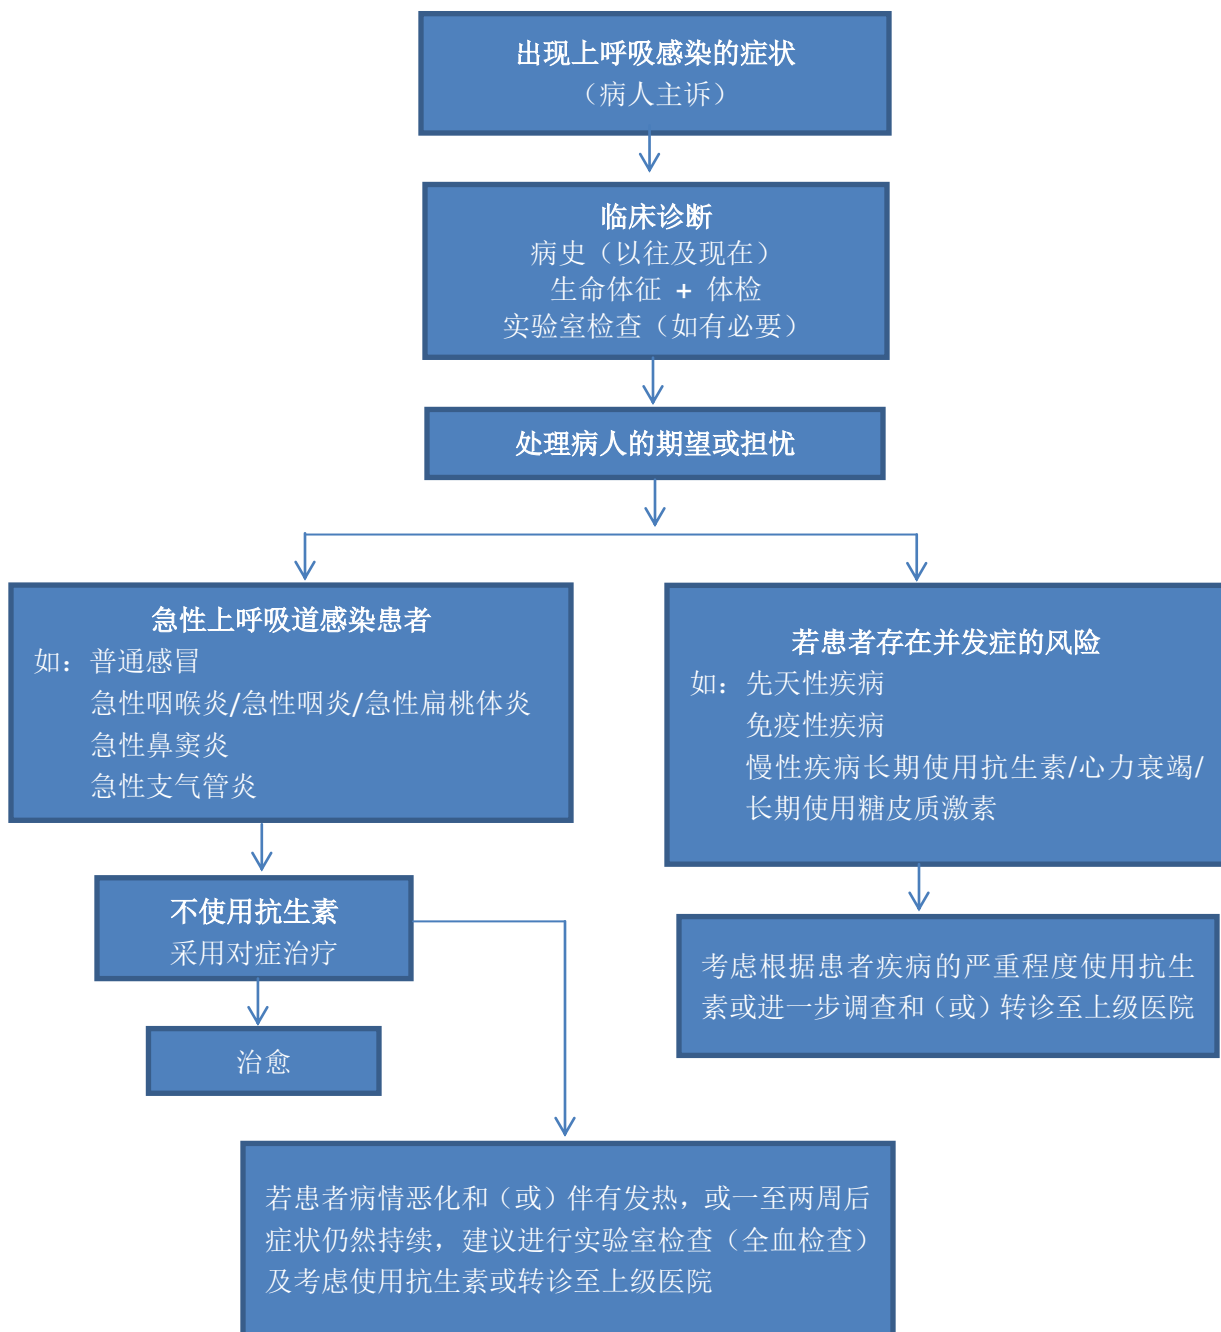 出现上呼吸感染的症状
（病人主诉）
临床诊断
病史（以往及现在）
生命体征 + 体检
实验室检查（如有必要）
处理病人的期望或担忧
急性上呼吸道感染患者
如：普通感冒
急性咽喉炎/急性咽炎/急性扁桃体炎
急性鼻窦炎
急性支气管炎
若患者存在并发症的风险
如：先天性疾病
免疫性疾病
慢性疾病长期使用抗生素/心力衰竭/
长期使用糖皮质激素
不使用抗生素
采用对症治疗
考虑根据患者疾病的严重程度使用抗生
素或进一步调查和（或）转诊至上级医院
治愈
若患者病情恶化和（或）伴有发热，或一至两周后
症状仍然持续，建议进行实验室检查（全血检查）
及考虑使用抗生素或转诊至上级医院